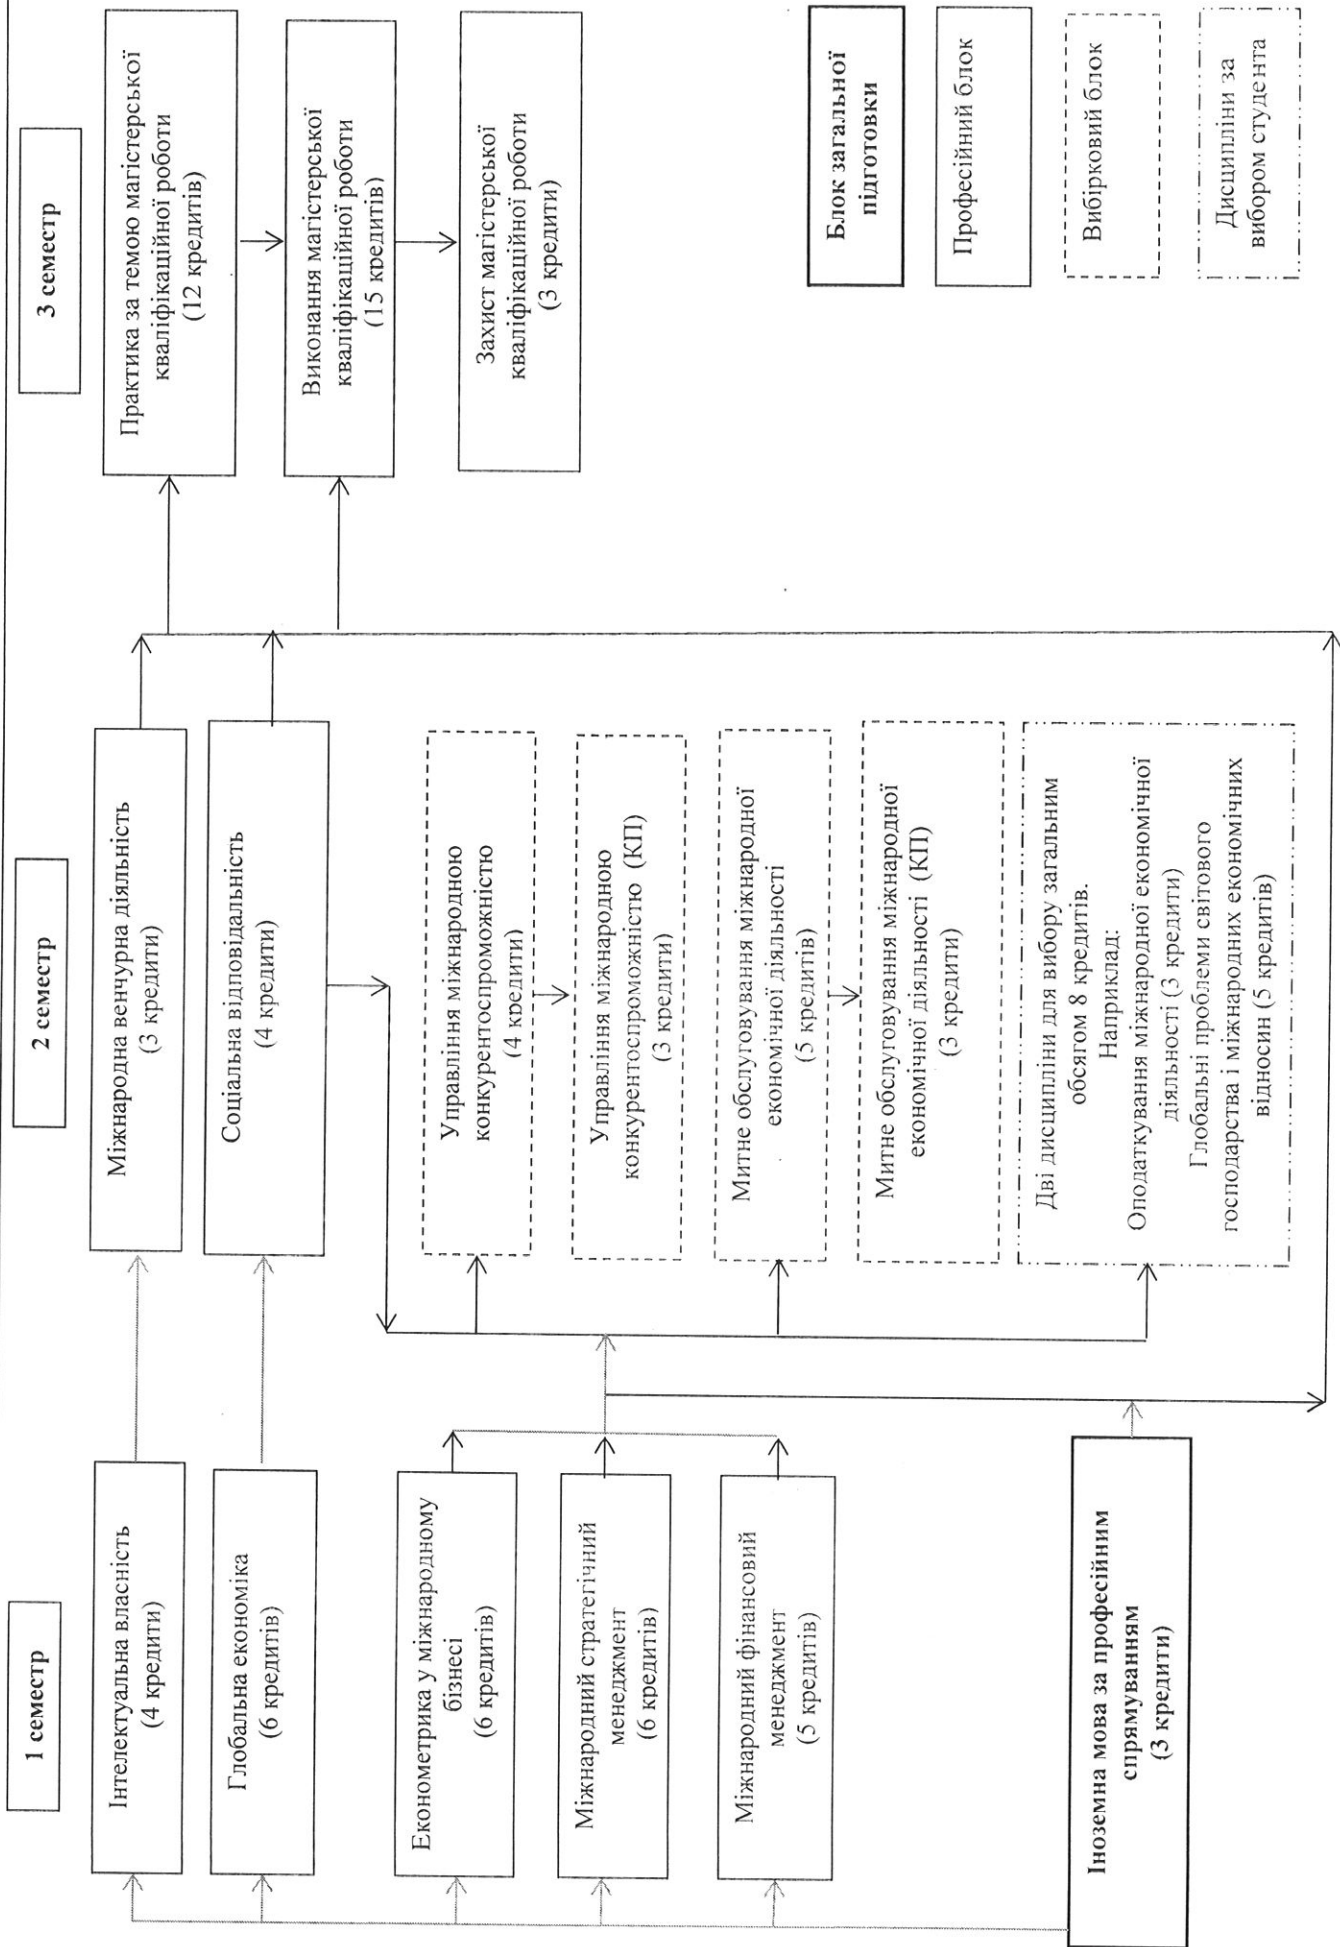 1 семестр
Інтелектуальна власність
(4 кредити)
Глобальна економіка
(6 кредитів)
Економетрика у міжнародному
бізнесі
(6 кредитів)
Міжнародний стратегічний
менеджмент
(6 кредитів)
Міжнародний фінансовий
менеджмент
(5 кредитів)
Іноземна мова за професійним
спрямуванням
(3 кредити)
2 семестр
Міжнародна венчурна діяльність
(3 кредити)
Соціальна відповідальність
(4 кредити)
Управління міжнародною
конкурентоспроможністю
(4 кредити)
Управління міжнародною
конкурентоспроможністю (КП)
(3 кредити)
Митне обслуговування міжнародної
економічної діяльності
(5 кредитів)
Митне обслуговування міжнародної
економічної діяльності (КП)
(3 кредити)
Дві дисципліни для вибору загальним
обсягом 8 кредитів.
Наприклад:
Оподаткування міжнародної економічної
діяльності (3 кредити)
Глобальні проблеми світового
господарства і міжнародних економічних
відносин (5 кредитів)
3 семестр
Практика за темою магістерської
кваліфікаційної роботи
(12 кредитів)
Виконання магістерської
кваліфікаційної роботи
(15 кредитів)
Захист магістерської
кваліфікаційної роботи
(3 кредити)
Блок загальної
підготовки
Професійний блок
Вибірковий блок
Дисципліни за
вибором студента